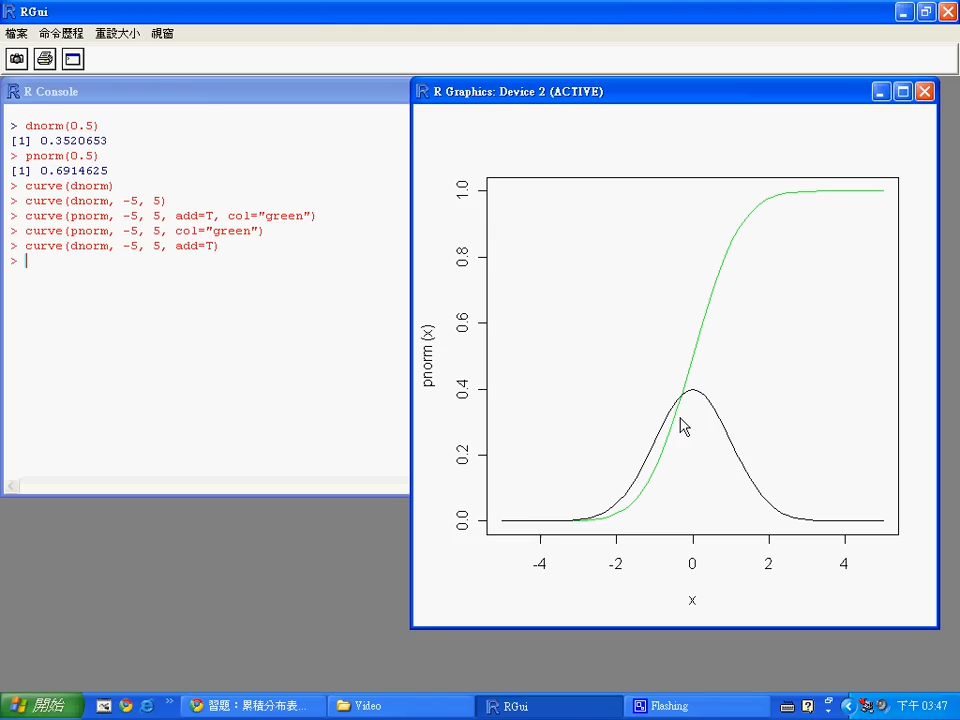 RGui
檔案 命令歷程 重設大小 視窗
R Console
> dnorm(0.5)
[1] 0.3520653
> pnorm(0.5)
[1] 0.6914625
> curve(dnorm)
> curve(dnorm, -5, 5)
> curve(pnorm, -5, 5, add=T, col="green")
> curve(pnorm, -5, 5, col="green")
> curve(dnorm, -5, 5, add=T)
>
R Graphics: Device 2 (ACTIVE)
1.0
0.8
0.6
0.4
0.2
0.0
pnorm (x)
-4 -2 0 2 4
x
開始 習題：累積分布表... Video RGui Flashing 下午 03:47